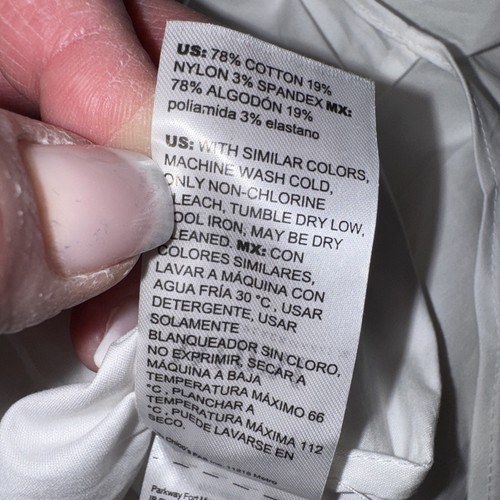 US: 78% COTTON 19%
NYLON 3% SPANDEX MX:
78% ALGODÓN 19%
poliamida 3% elastano
US: WITH SIMILAR COLORS,
MACHINE WASH COLD,
ONLY NON-CHLORINE
BLEACH, TUMBLE DRY LOW,
COOL IRON, MAY BE DRY
CLEANED. MX: CON
COLORES SIMILARES,
LAVAR A MÁQUINA CON
AGUA FRÍA 30 °C, USAR
DETERGENTE, USAR
SOLAMENTE
BLANQUEADOR SIN CLORO,
NO EXPRIMIR, SECAR A
MÁQUINA A BAJA
TEMPERATURA MÁXIMO 66
°C, PLANCHAR A
TEMPERATURA MÁXIMA 112
°C, PUEDE LAVARSE EN
SECO.
Parkway Fort